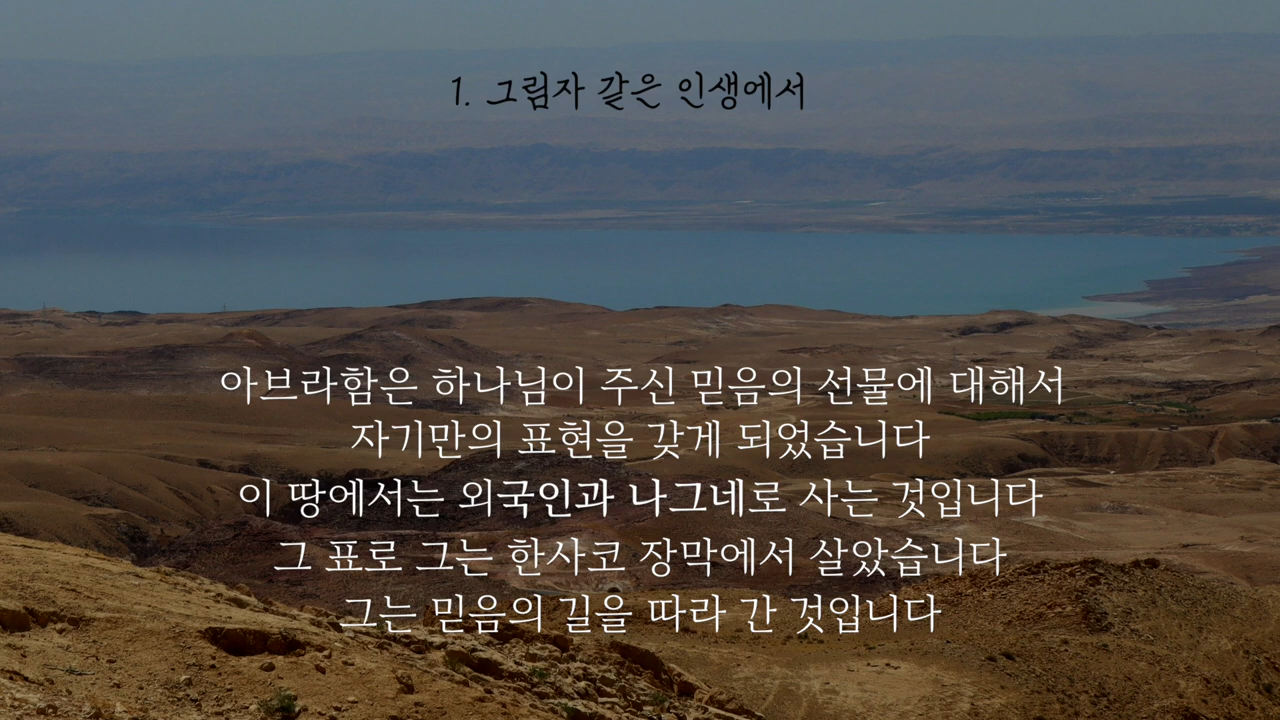 1. 그림자 같은 인생에서
아브라함은 하나님이 주신 믿음의 선물에 대해서
자기만의 표현을 갖게 되었습니다
이 땅에서는 외국인과 나그네로 사는 것입니다
그 표로 그는 한사코 장막에서 살았습니다
그는 믿음의 길을 따라 간 것입니다